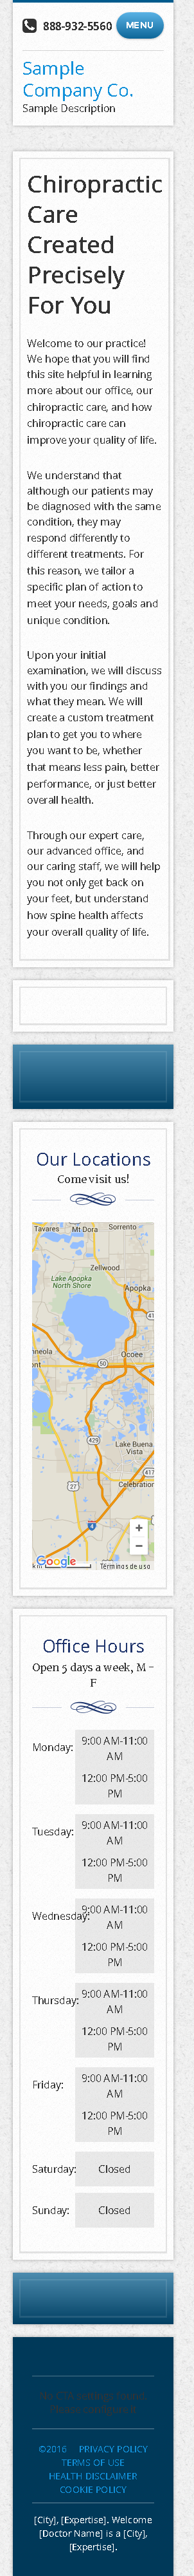 888-932-5560 MENU
Sample
Company Co.
Sample Description
Chiropractic
Care
Created
Precisely
For You
Welcome to our practice!
We hope that you will find
this site helpful in learning
more about our office, our
chiropractic care, and how
chiropractic care can
improve your quality of life.
We understand that
although our patients may
be diagnosed with the same
condition, they may
respond differently to
different treatments. For
this reason, we tailor a
specific plan of action to
meet your needs, goals and
unique condition.
Upon your initial
examination, we will discuss
with you our findings and
what they mean. We will
create a custom treatment
plan to get you to where
you want to be, whether
that means less pain, better
performance, or just better
overall health.
Through our expert care,
our advanced office, and
our caring staff, we will help
you not only get back on
your feet, but understand
how spine health affects
your overall quality of life.
Our Locations
Come visit us!
Tavares Mt Dora Sorrento
Zellwood
Lake Apopka
North Shore
Apopka
41
Ocoee
50
429
Lake Buena
Vista
417
27
Celebration
4
+
−
Google
Términos de uso
Office Hours
Open 5 days a week, M -
F
Monday: 9:00 AM-11:00
AM
12:00 PM-5:00
PM
Tuesday: 9:00 AM-11:00
AM
12:00 PM-5:00
PM
Wednesday: 9:00 AM-11:00
AM
12:00 PM-5:00
PM
Thursday: 9:00 AM-11:00
AM
12:00 PM-5:00
PM
Friday: 9:00 AM-11:00
AM
12:00 PM-5:00
PM
Saturday: Closed
Sunday: Closed
©2016 PRIVACY POLICY
TERMS OF USE
HEALTH DISCLAIMER
COOKIE POLICY
[City], [Expertise]. Welcome
[Doctor Name] is a [City],
[Expertise].